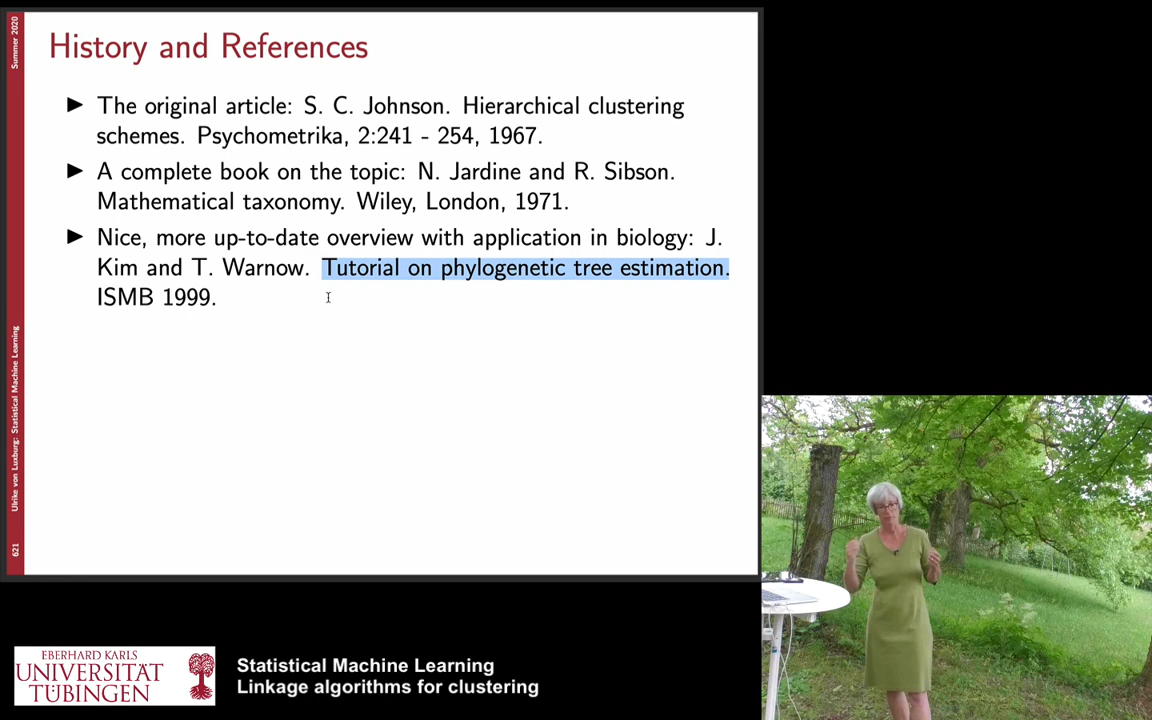 Summer 2020
Ulrike von Luxburg: Statistical Machine Learning
621
History and References
► The original article: S. C. Johnson. Hierarchical clustering
schemes. Psychometrika, 2:241 - 254, 1967.
► A complete book on the topic: N. Jardine and R. Sibson.
Mathematical taxonomy. Wiley, London, 1971.
► Nice, more up-to-date overview with application in biology: J.
Kim and T. Warnow. Tutorial on phylogenetic tree estimation.
ISMB 1999.
EBERHARD KARLS
UNIVERSITÄT
TÜBINGEN
Statistical Machine Learning
Linkage algorithms for clustering